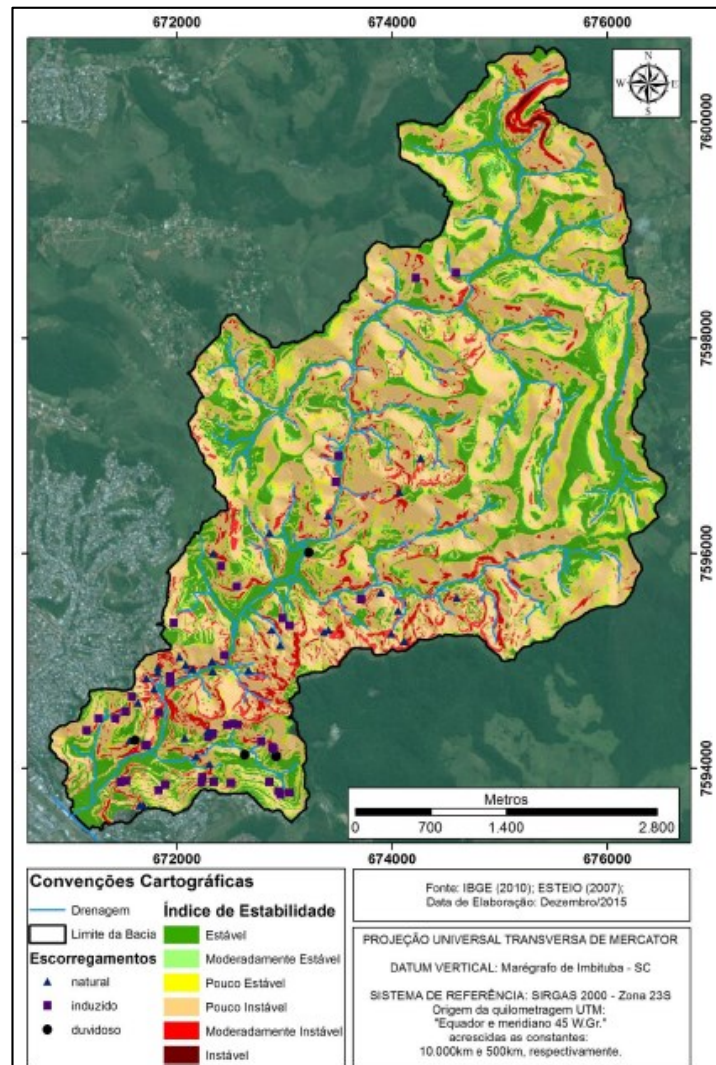 672000 674000 676000
N
W E
S
7600000
7598000
7596000
7594000
Metros
0 700 1.400 2.800
672000 674000 676000
Convenções Cartográficas
Drenagem
Limite da Bacia
Escorregamentos
natural
induzido
duvidoso
Índice de Estabilidade
Estável
Moderadamente Estável
Pouco Estável
Pouco Instável
Moderadamente Instável
Instável
Fonte: IBGE (2010); ESTEIO (2007);
Data de Elaboração: Dezembro/2015
PROJEÇÃO UNIVERSAL TRANSVERSA DE MERCATOR
DATUM VERTICAL: Marégrafo de Imbituba - SC
SISTEMA DE REFERÊNCIA: SIRGAS 2000 - Zona 23S
Origem da quilometragem UTM:
"Equador e meridiano 45 W.Gr."
acrescidas as constantes:
10.000km e 500km, respectivamente.